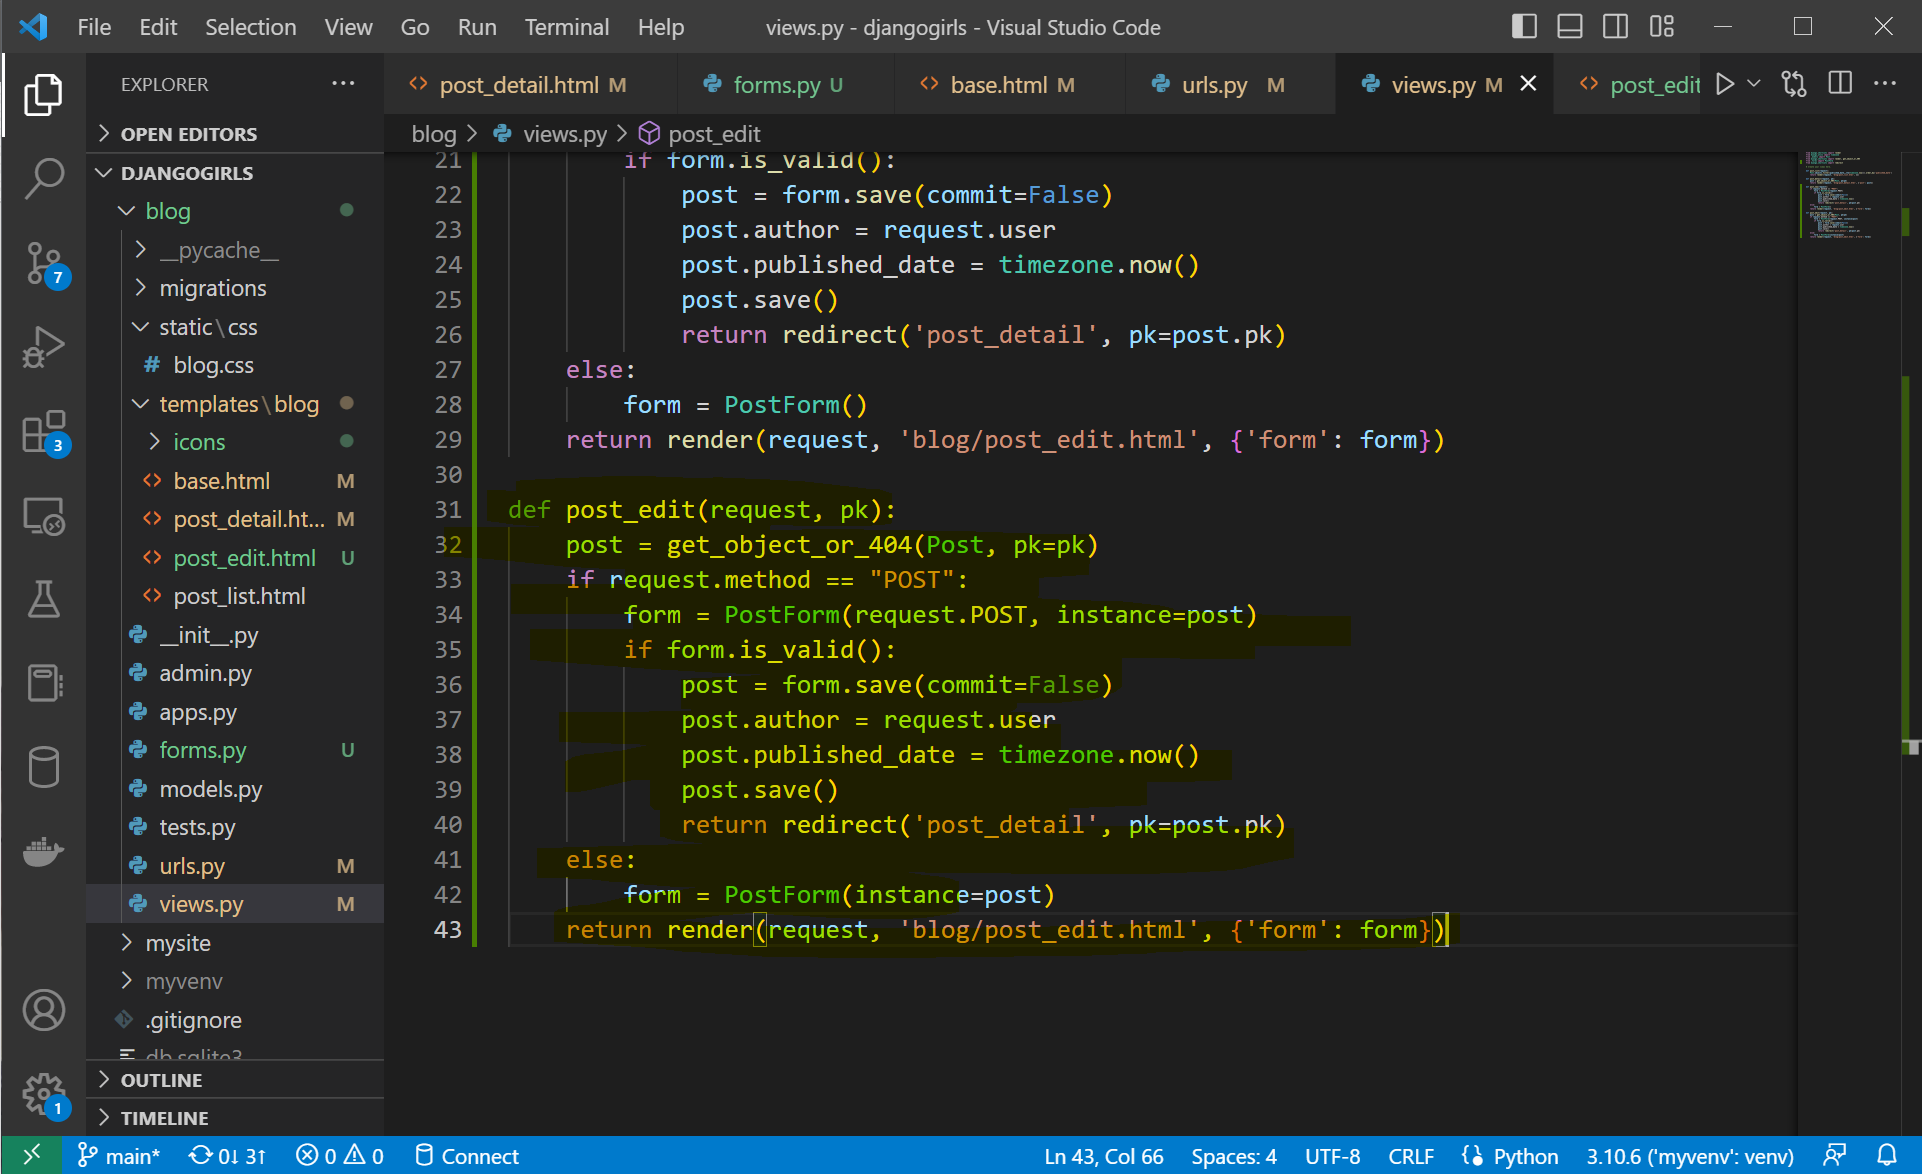 File Edit Selection View Go Run Terminal Help views.py - djangogirls - Visual Studio Code
EXPLORER ···
post_detail.html M forms.py U base.html M urls.py M views.py M post_edit
OPEN EDITORS
blog > views.py > post_edit
DJANGOGIRLS
blog
__pycache__
migrations
static\css
# blog.css
templates\blog
icons
<> base.html M
<> post_detail.ht... M
<> post_edit.html U
<> post_list.html
__init__.py
admin.py
apps.py
forms.py U
models.py
tests.py
urls.py M
views.py M
mysite
myvenv
.gitignore
db.sqlite3
OUTLINE
TIMELINE
7
3
1
21 if form.is_valid():
22 post = form.save(commit=False)
23 post.author = request.user
24 post.published_date = timezone.now()
25 post.save()
26 return redirect('post_detail', pk=post.pk)
27 else:
28 form = PostForm()
29 return render(request, 'blog/post_edit.html', {'form': form})
30
31 def post_edit(request, pk):
32 post = get_object_or_404(Post, pk=pk)
33 if request.method == "POST":
34 form = PostForm(request.POST, instance=post)
35 if form.is_valid():
36 post = form.save(commit=False)
37 post.author = request.user
38 post.published_date = timezone.now()
39 post.save()
40 return redirect('post_detail', pk=post.pk)
41 else:
42 form = PostForm(instance=post)
43 return render(request, 'blog/post_edit.html', {'form': form})
main* 0↓ 3↑ 0 0 Connect Ln 43, Col 66 Spaces: 4 UTF-8 CRLF Python 3.10.6 ('myvenv': venv)